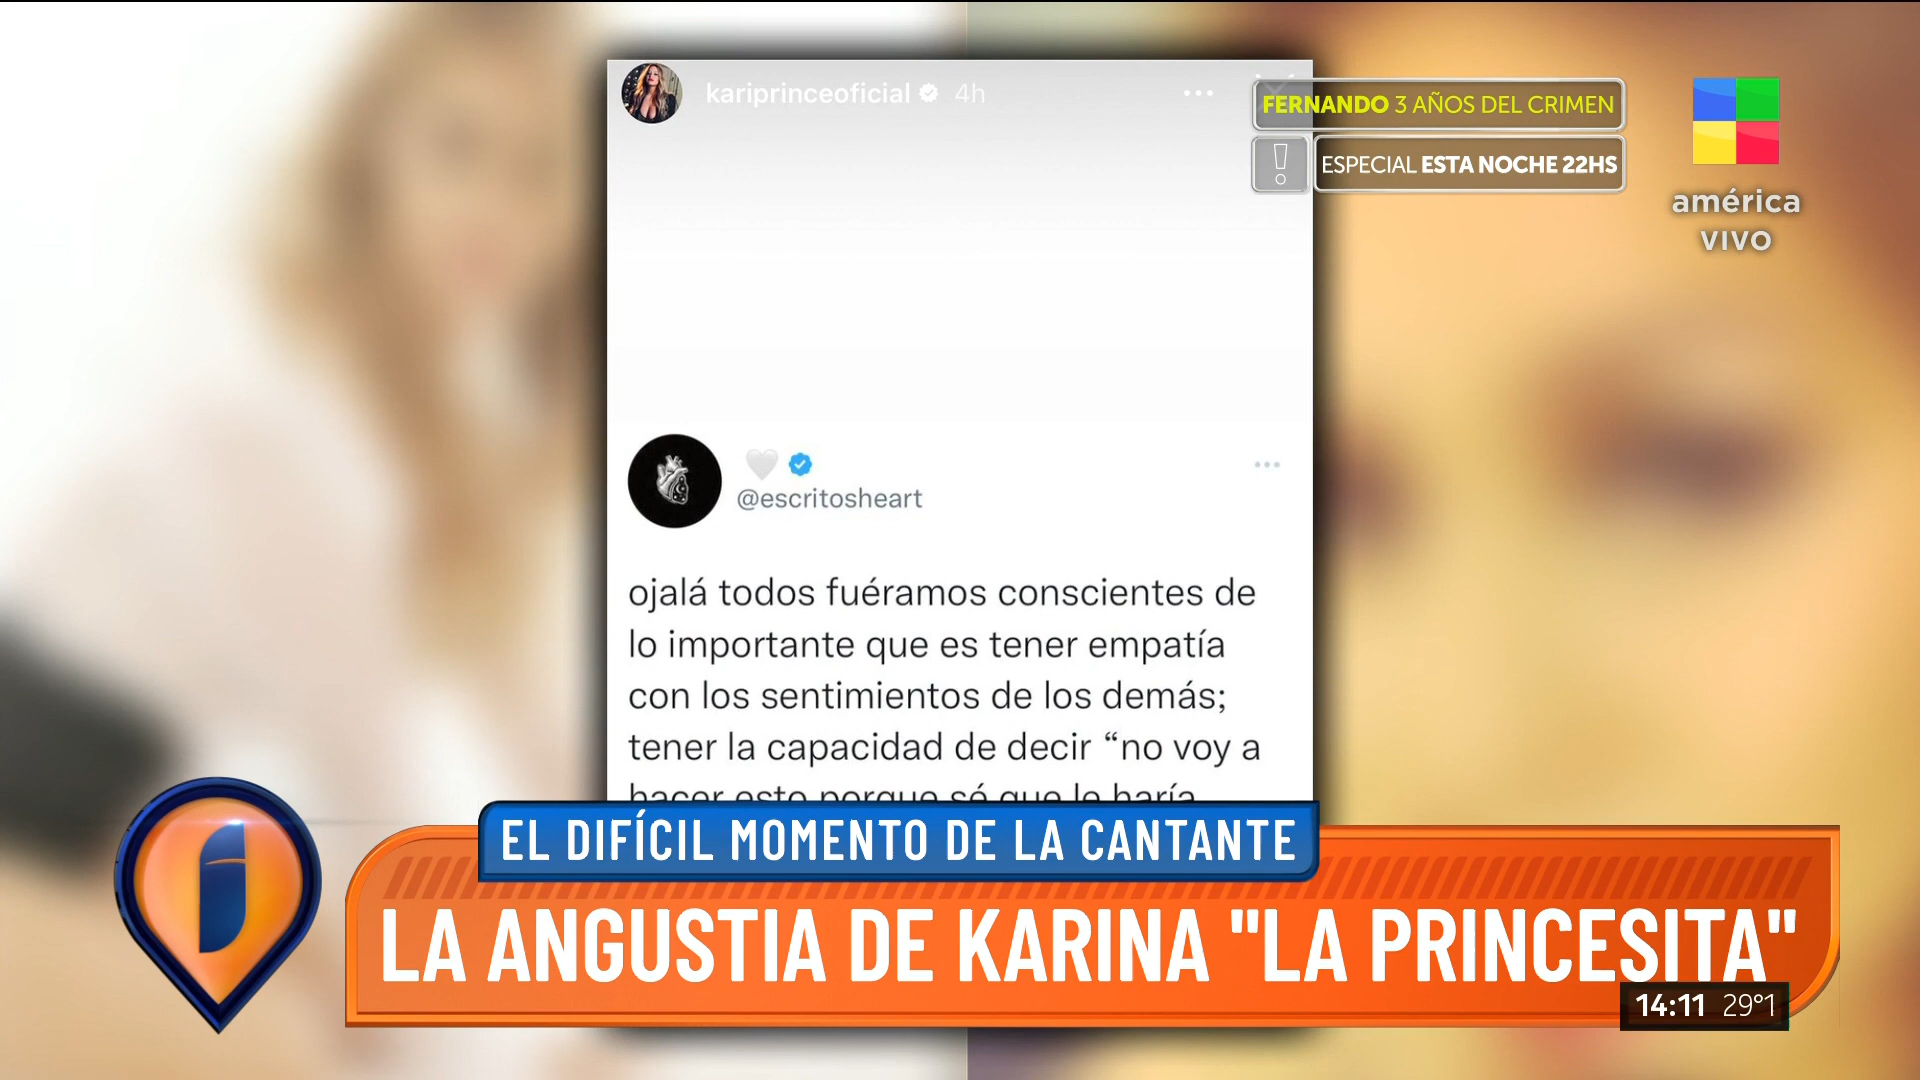 kariprinceoficial 4h
FERNANDO 3 AÑOS DEL CRIMEN
ESPECIAL ESTA NOCHE 22HS
américa
VIVO
@escritosheart
ojalá todos fuéramos conscientes de
lo importante que es tener empatía
con los sentimientos de los demás;
tener la capacidad de decir “no voy a
hacer esto porque sé que le haría
EL DIFÍCIL MOMENTO DE LA CANTANTE
LA ANGUSTIA DE KARINA "LA PRINCESITA"
14:11 29°1